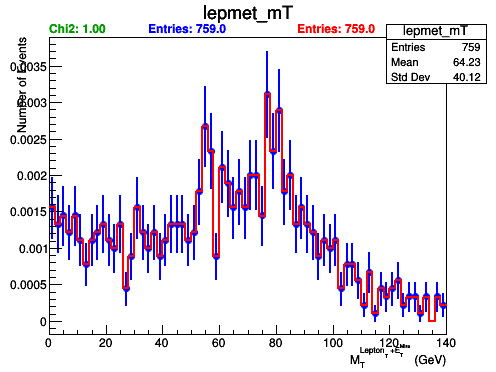 lepmet_mT
Chi2: 1.00 Entries: 759.0 Entries: 759.0
lepmet_mT
Entries 759
Mean 64.23
Std Dev 40.12
Number of Events
0.0035
0.003
0.0025
0.002
0.0015
0.001
0.0005
0
0 20 40 60 80 100 120 140
M_T^{Lepton_T+E_T^{Miss}} (GeV)